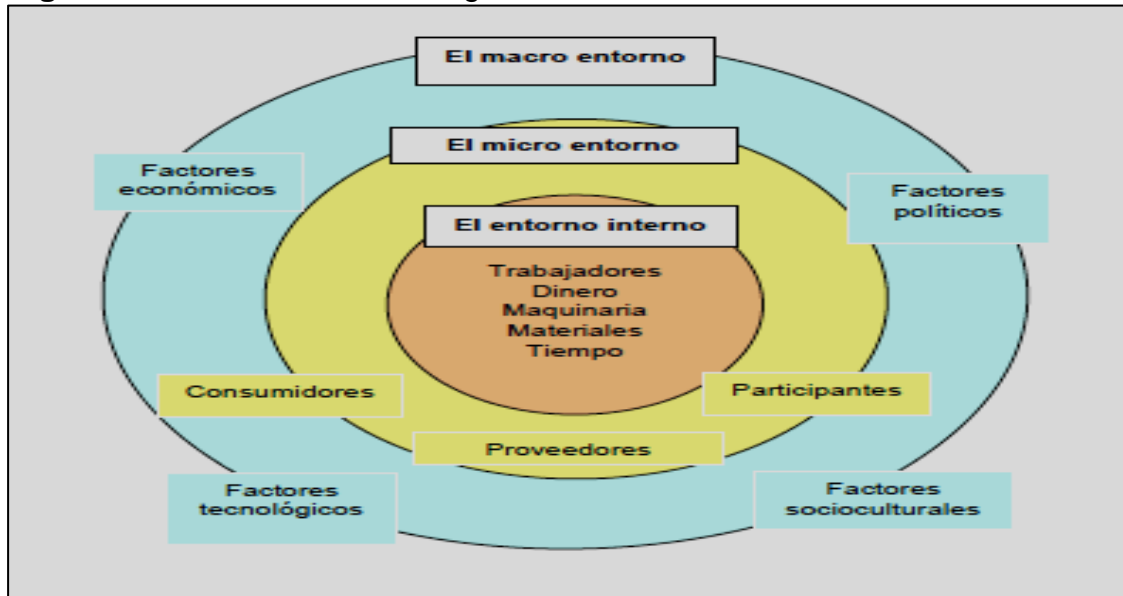 El macro entorno
El micro entorno
Factores
económicos
Factores
políticos
El entorno interno
Trabajadores
Dinero
Maquinaria
Materiales
Tiempo
Consumidores
Participantes
Proveedores
Factores
tecnológicos
Factores
socioculturales